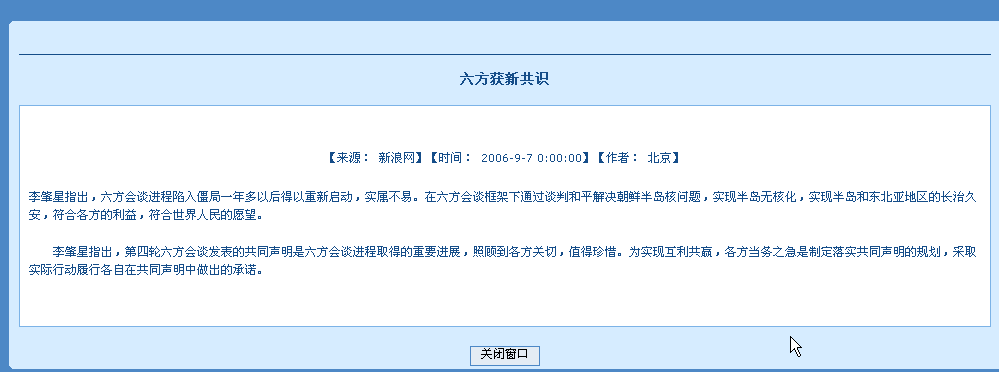 六方获新共识
【来源： 新浪网】【时间： 2006-9-7 0:00:00】【作者： 北京】
李肇星指出，六方会谈进程陷入僵局一年多以后得以重新启动，实属不易。在六方会谈框架下通过谈判和平解决朝鲜半岛核问题，实现半岛无核化，实现半岛和东北亚地区的长治久
安，符合各方的利益，符合世界人民的愿望。
李肇星指出，第四轮六方会谈发表的共同声明是六方会谈进程取得的重要进展，照顾到各方关切，值得珍惜。为实现互利共赢，各方当务之急是制定落实共同声明的规划，采取
实际行动履行各自在共同声明中做出的承诺。
关闭窗口